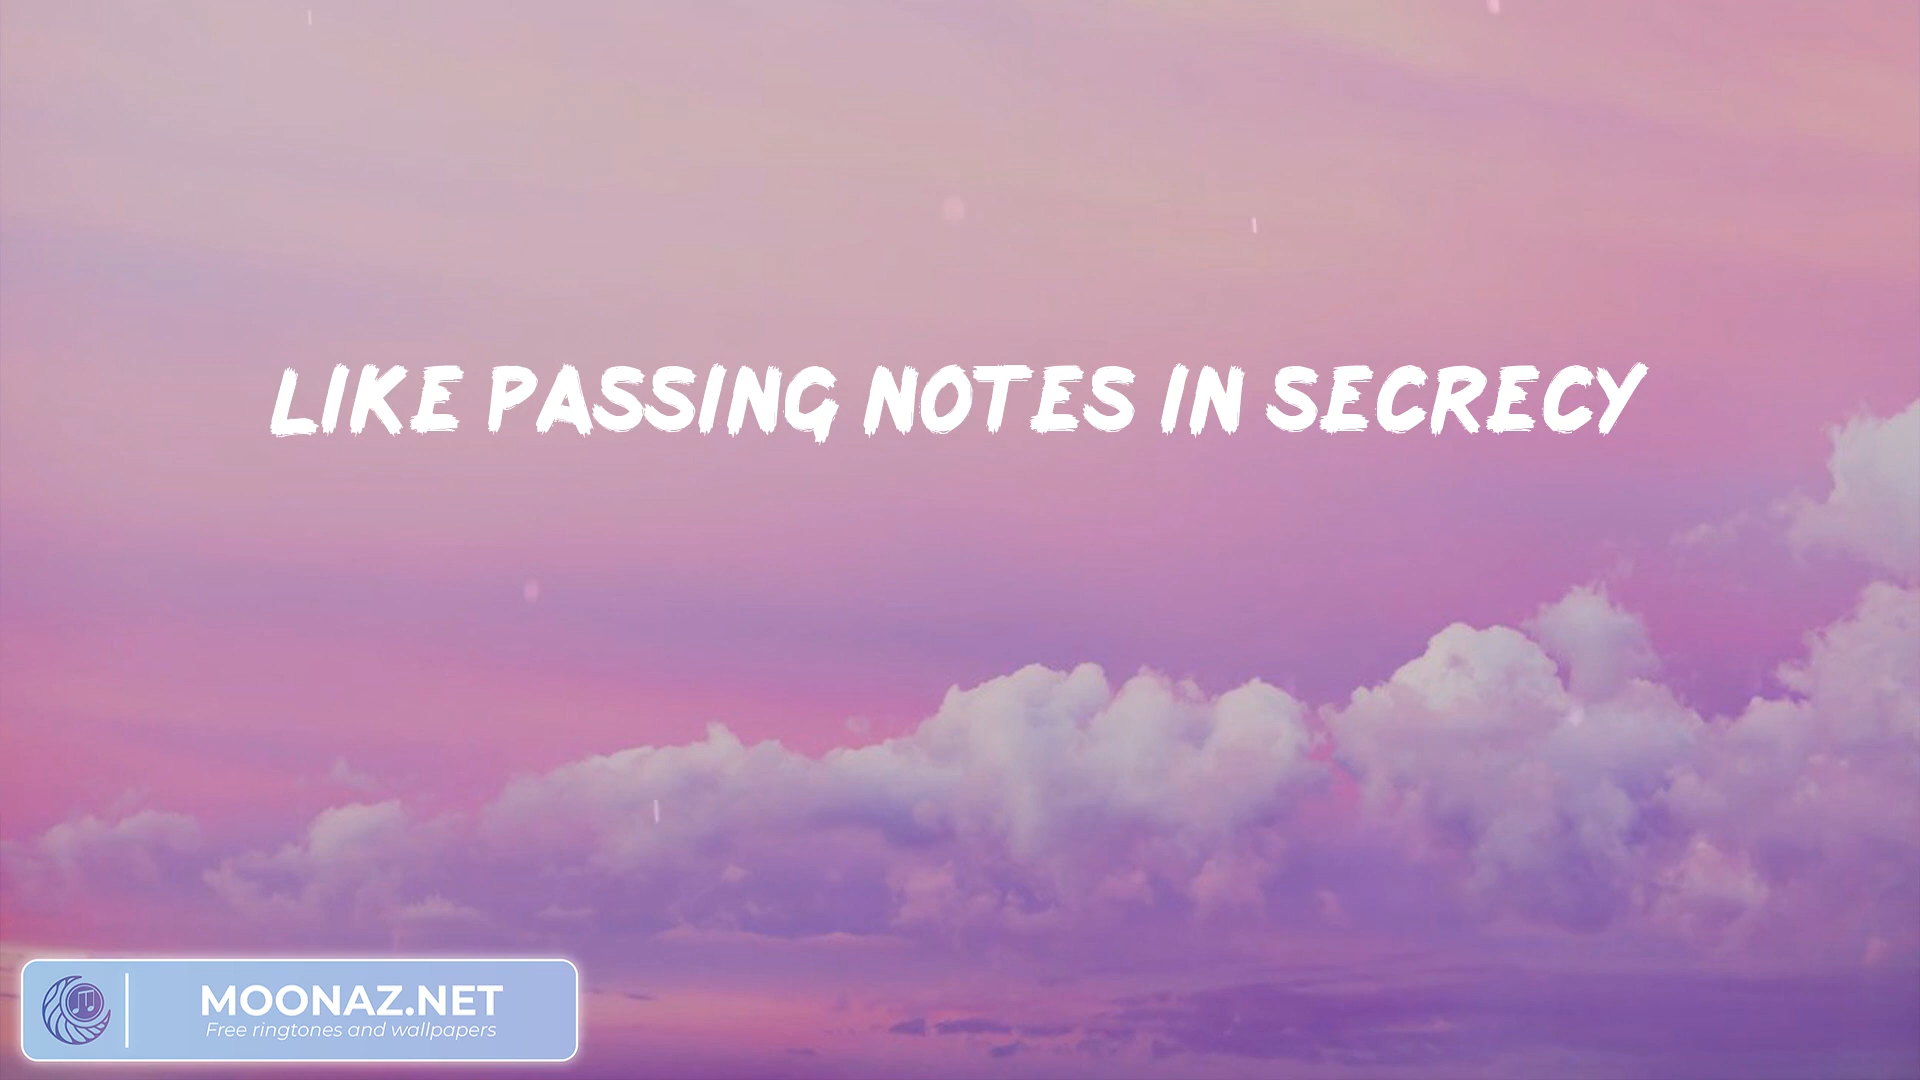 LIKE PASSING NOTES IN SECRECY
MOONAZ.NET
Free ringtones and wallpapers